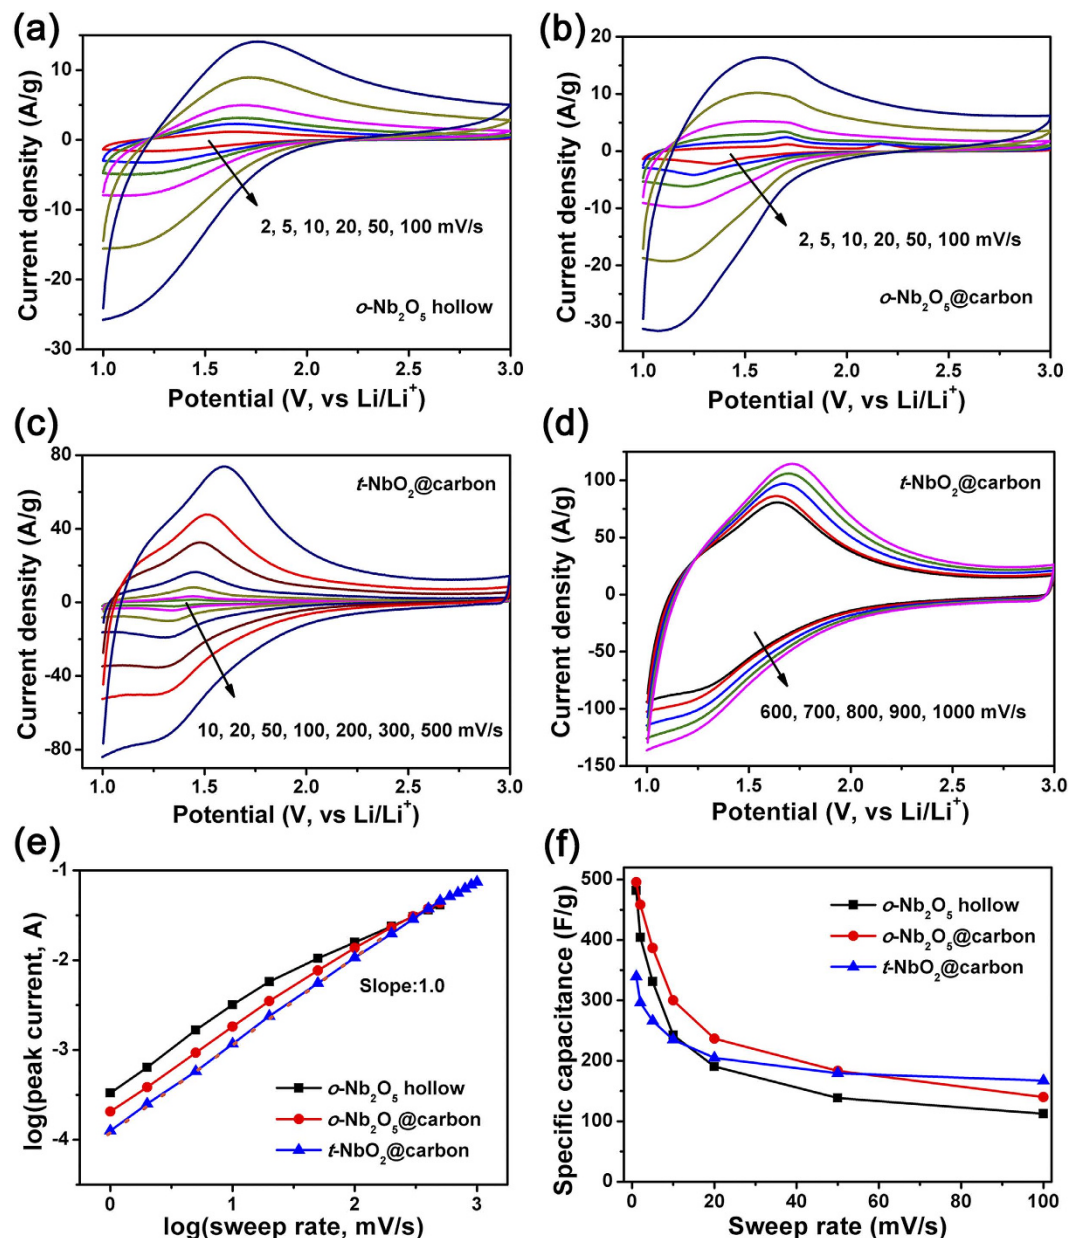 (a)
10
0
-10
-20
-30
Current density (A/g)
2, 5, 10, 20, 50, 100 mV/s
o-Nb₂O₅ hollow
1.0 1.5 2.0 2.5 3.0
Potential (V, vs Li/Li⁺)
(b)
20
10
0
-10
-20
-30
Current density (A/g)
2, 5, 10, 20, 50, 100 mV/s
o-Nb₂O₅@carbon
1.0 1.5 2.0 2.5 3.0
Potential (V, vs Li/Li⁺)
(c)
80
40
0
-40
-80
Current density (A/g)
t-NbO₂@carbon
10, 20, 50, 100, 200, 300, 500 mV/s
1.0 1.5 2.0 2.5 3.0
Potential (V, vs Li/Li⁺)
(d)
100
50
0
-50
-100
-150
Current density (A/g)
t-NbO₂@carbon
600, 700, 800, 900, 1000 mV/s
1.0 1.5 2.0 2.5 3.0
Potential (V, vs Li/Li⁺)
(e)
-1
-2
-3
-4
log(peak current, A)
Slope:1.0
o-Nb₂O₅ hollow
o-Nb₂O₅@carbon
t-NbO₂@carbon
0 1 2 3
log(sweep rate, mV/s)
(f)
500
400
300
200
100
0
Specific capacitance (F/g)
o-Nb₂O₅ hollow
o-Nb₂O₅@carbon
t-NbO₂@carbon
0 20 40 60 80 100
Sweep rate (mV/s)